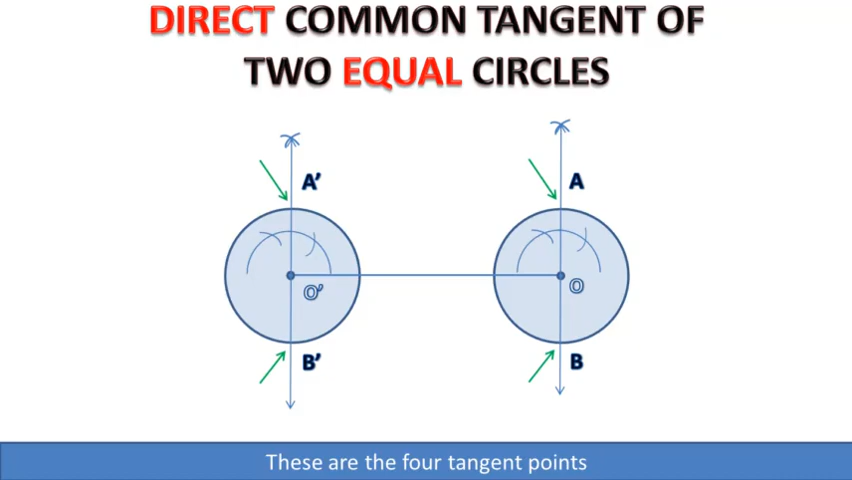 DIRECT COMMON TANGENT OF
TWO EQUAL CIRCLES
A'
A
O'
O
B'
B
These are the four tangent points